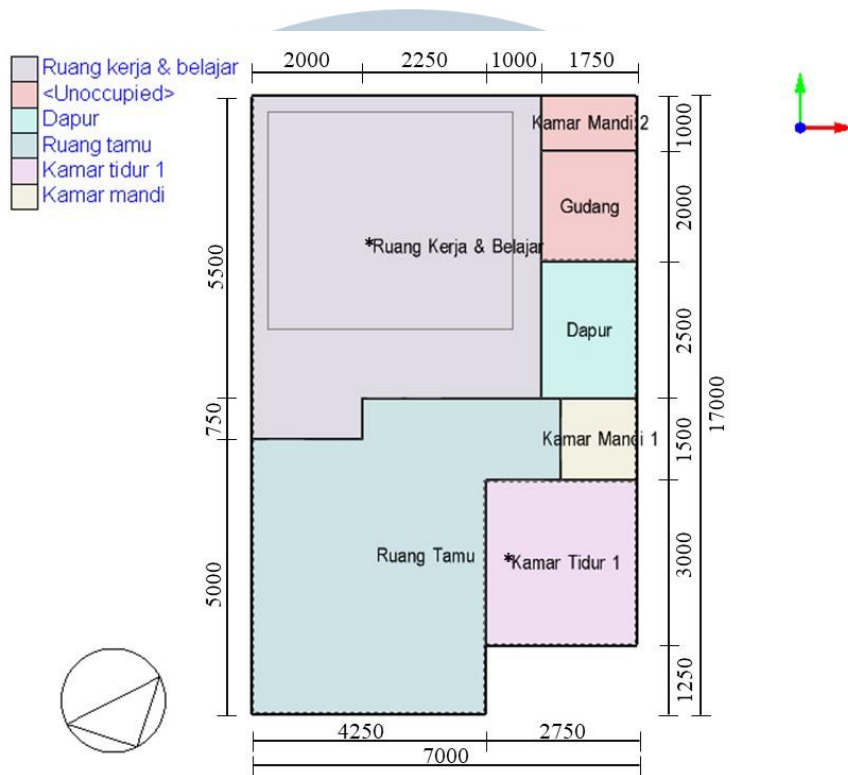 Ruang kerja & belajar
<Unoccupied>
Dapur
Ruang tamu
Kamar tidur 1
Kamar mandi
2000
2250
1000
1750
Kamar Mandi 2
1000
Gudang
2000
*Ruang Kerja & Belajar
5500
Dapur
2500
17000
750
Kamar Mandi 1
1500
Ruang Tamu
*Kamar Tidur 1
3000
5000
1250
4250
2750
7000